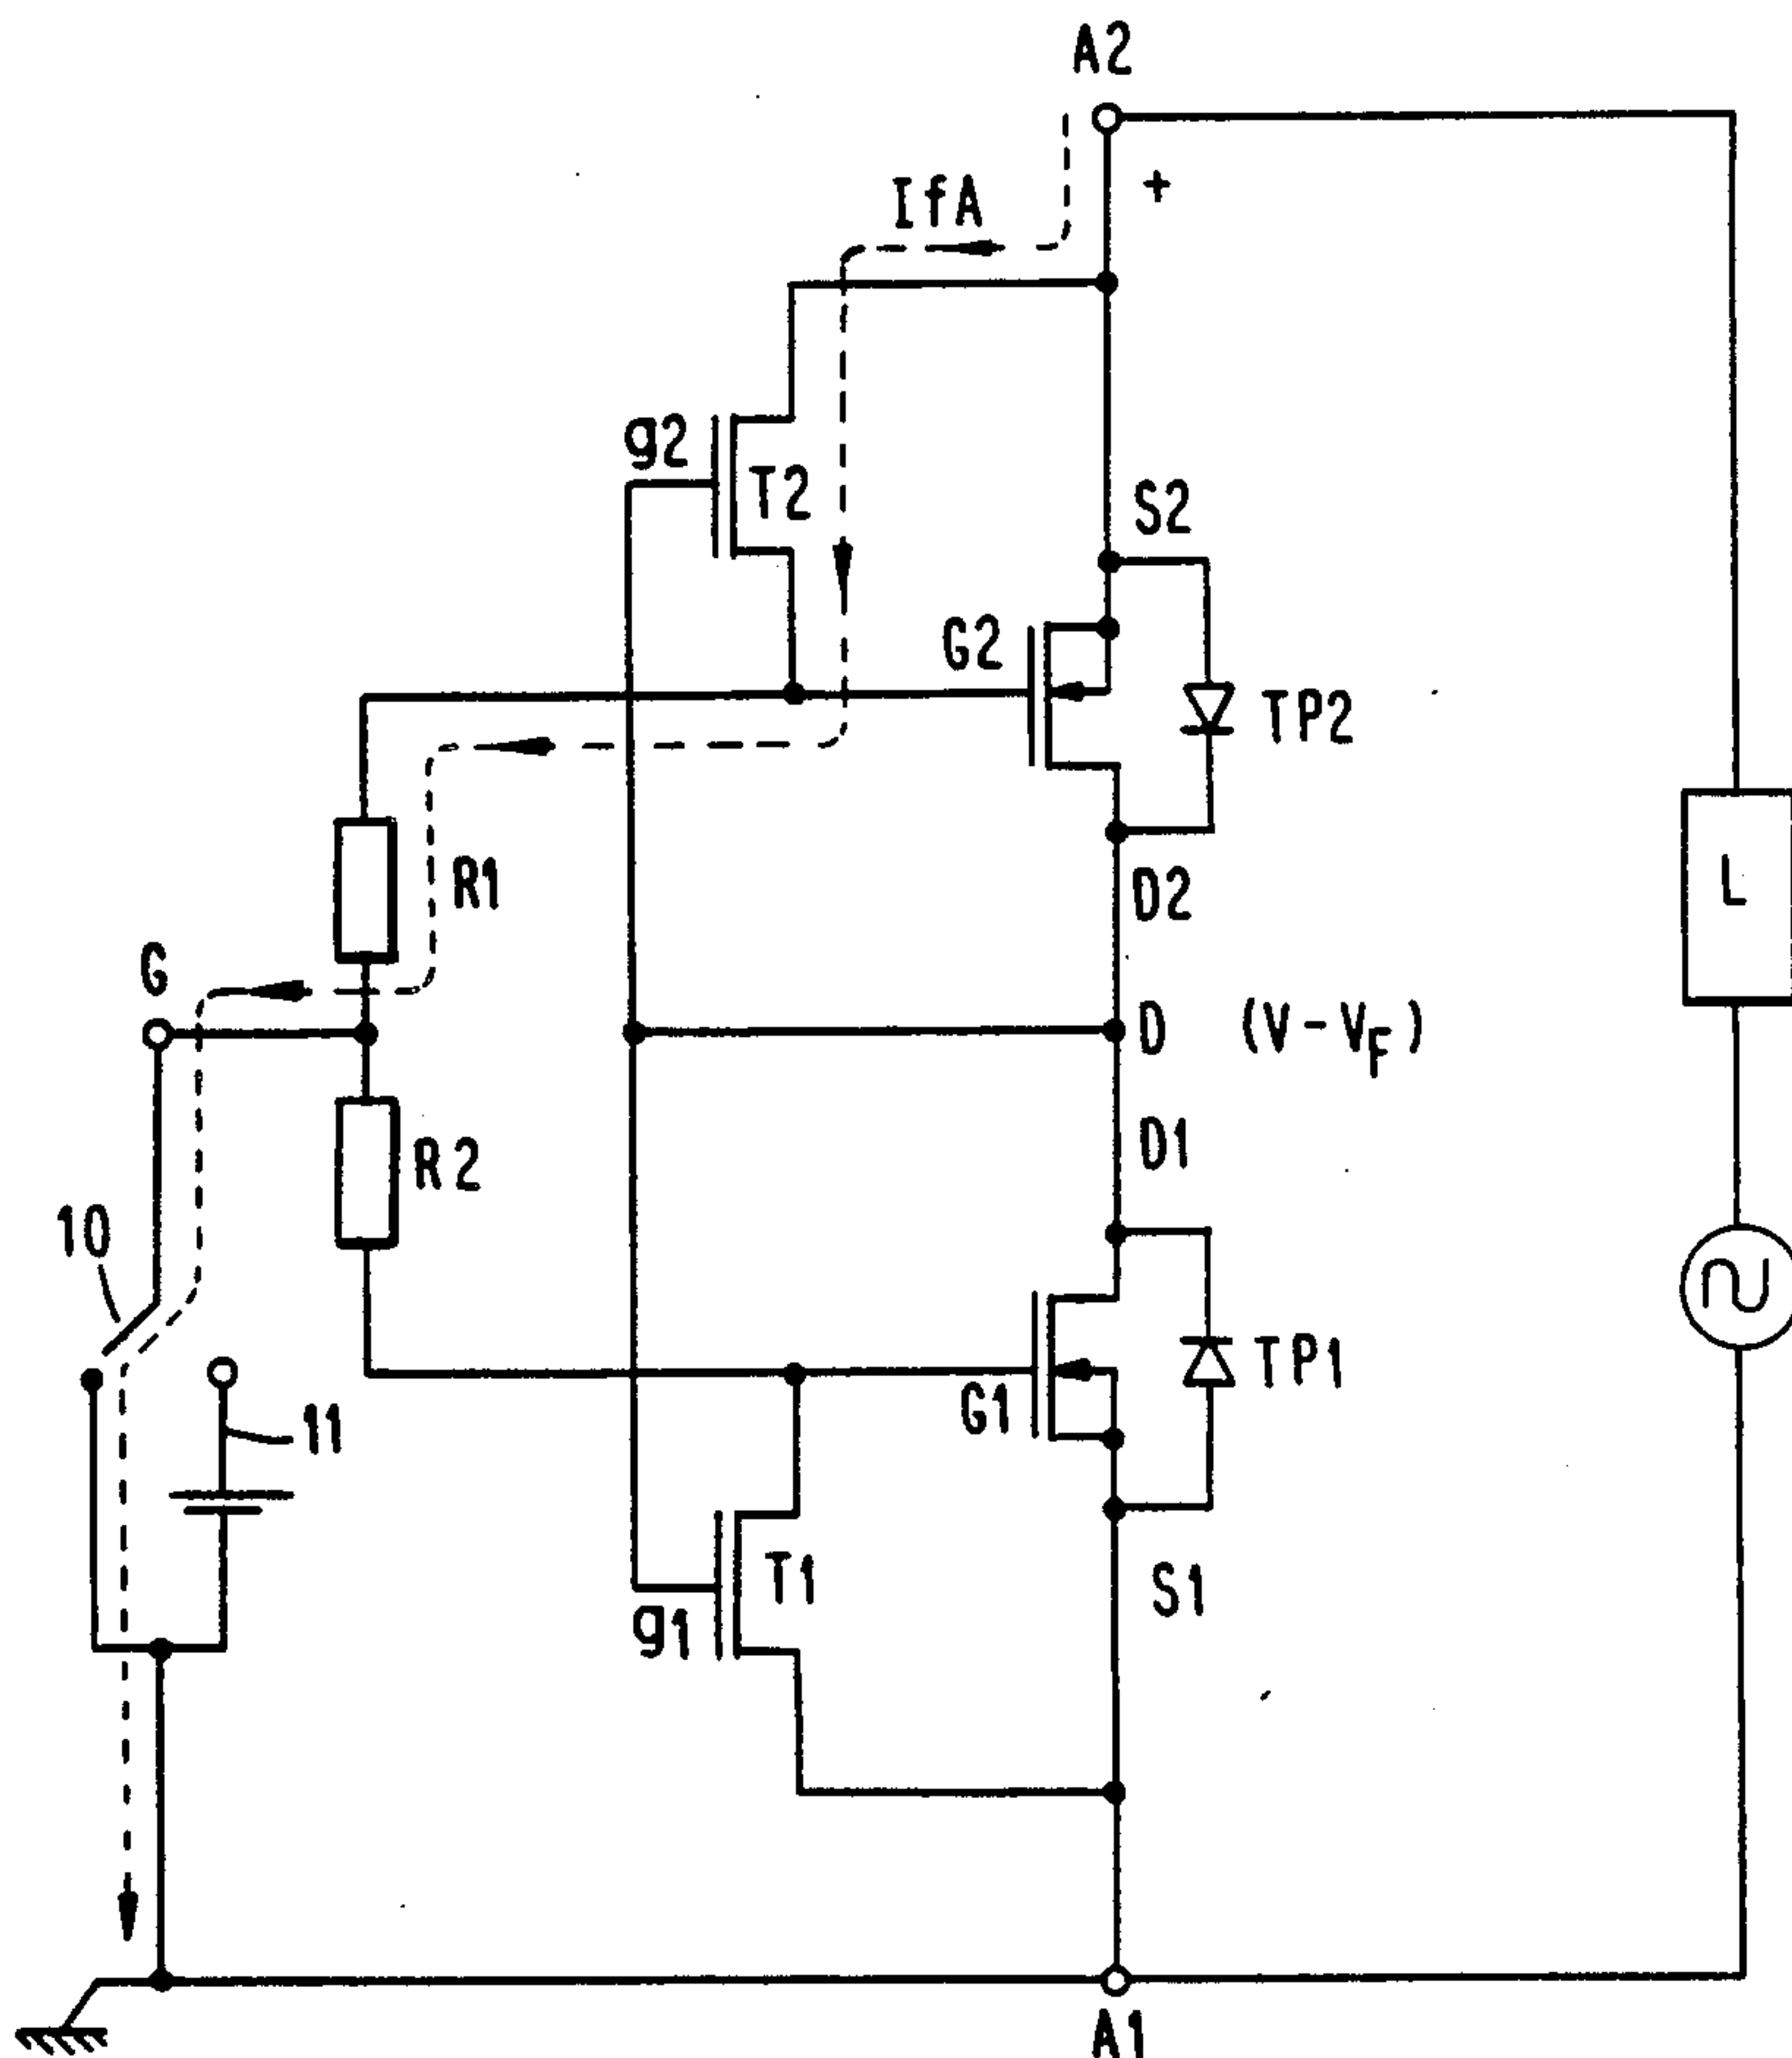 A2
+
IfA
g2
T2
S2
G2
TP2
R1
D2
L
G
D (V-VF)
D1
R2
10
TP1
G1
11
T1
S1
g1
A1